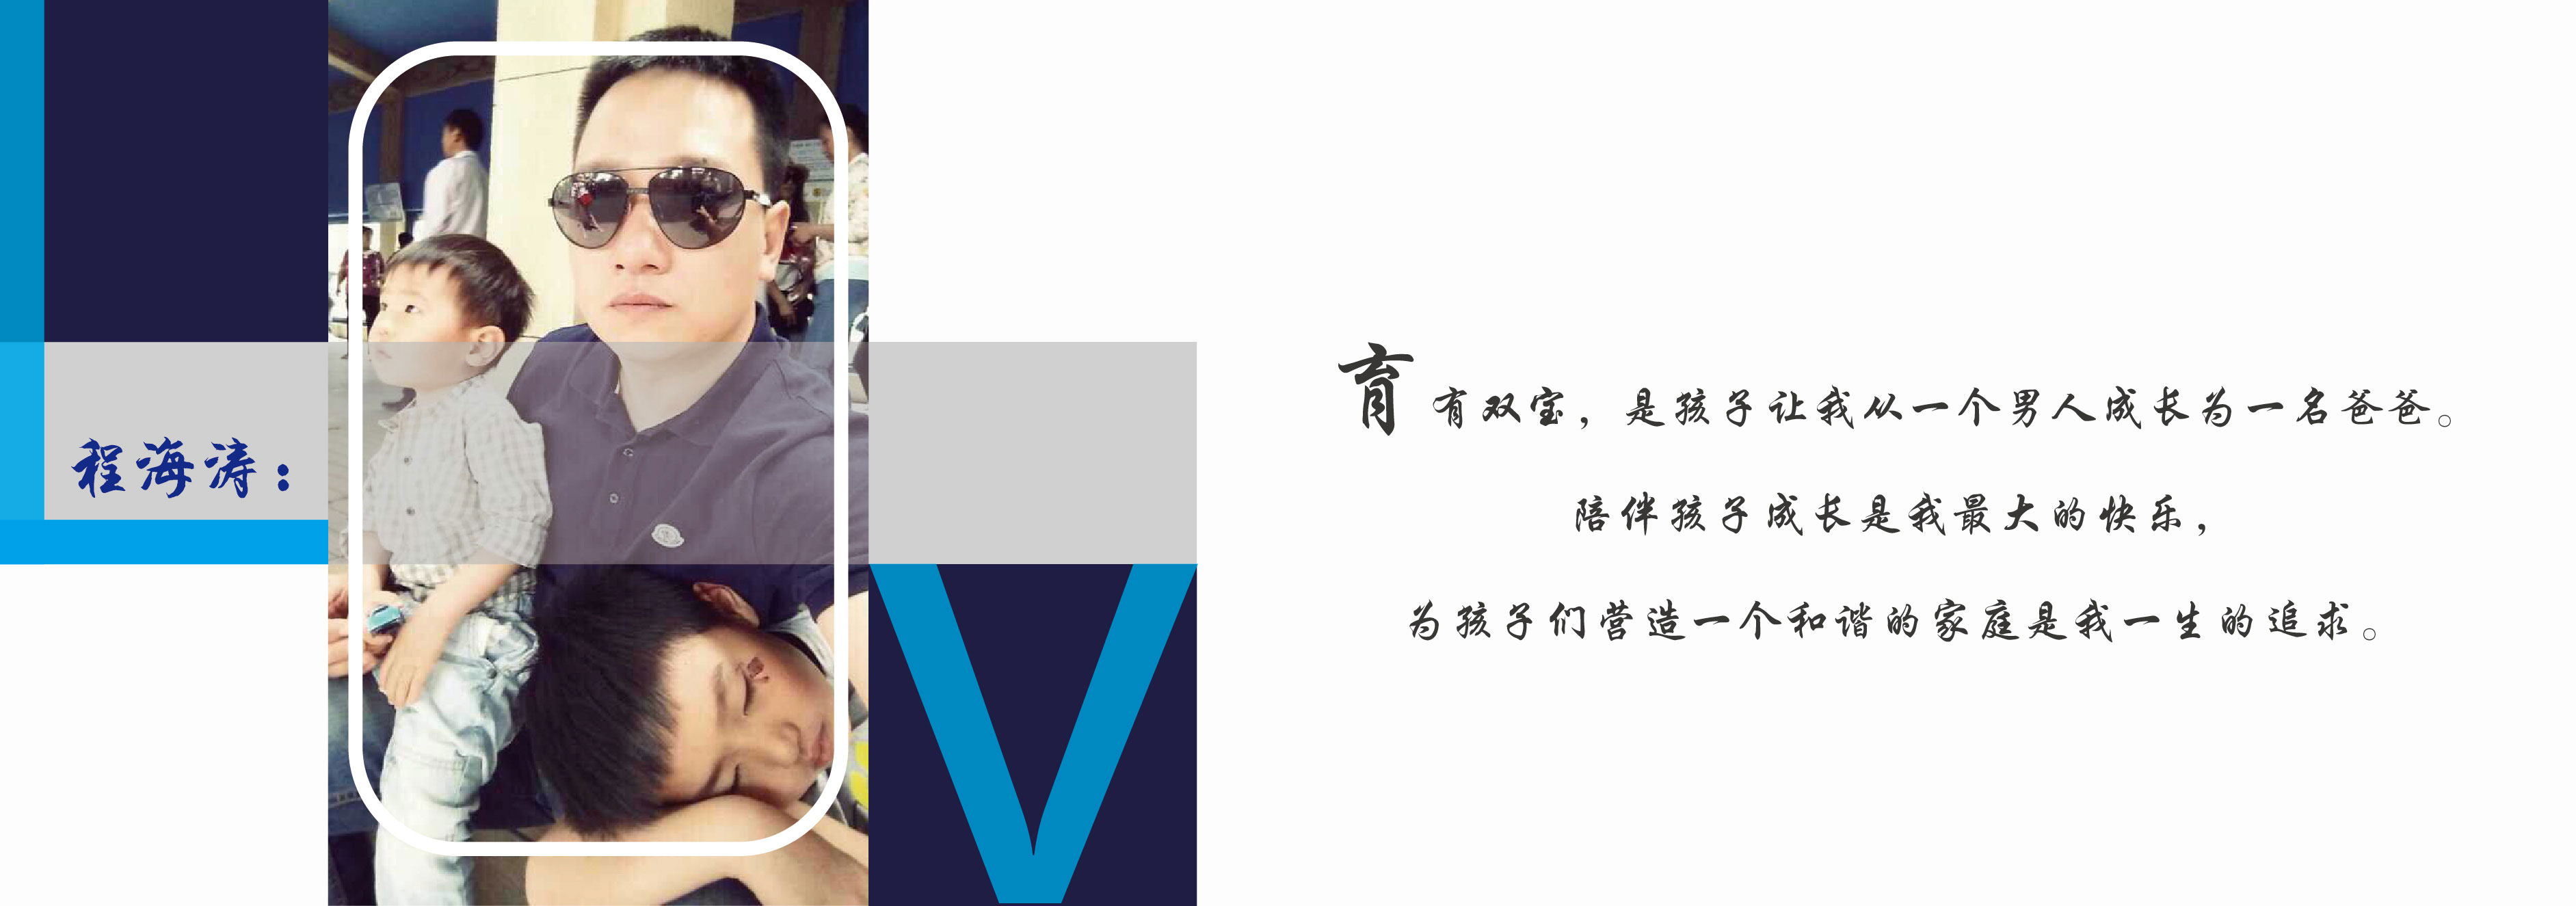 程海涛：
育有双宝，是孩子让我从一个男人成长为一名爸爸。
陪伴孩子成长是我最大的快乐，
为孩子们营造一个和谐的家庭是我一生的追求。
V